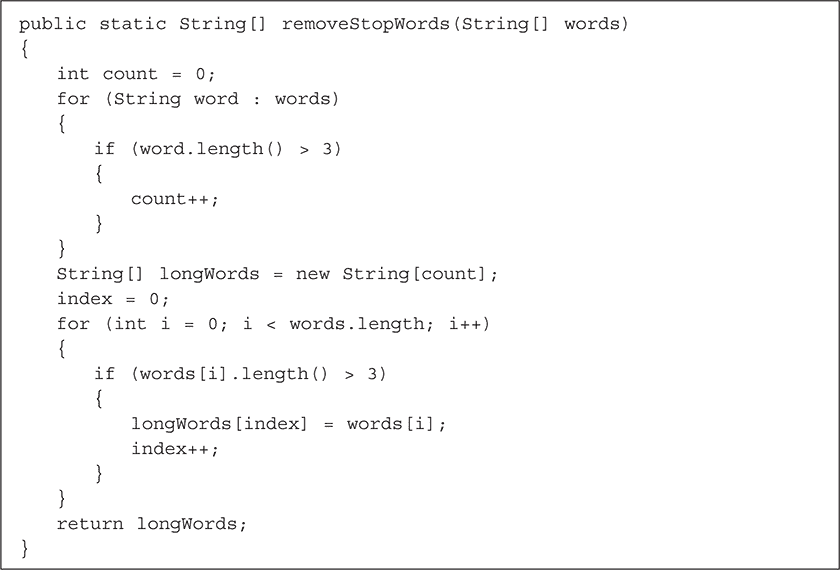 public static String[] removeStopWords(String[] words)
{
int count = 0;
for (String word : words)
{
if (word.length() > 3)
{
count++;
}
}
String[] longWords = new String[count];
index = 0;
for (int i = 0; i < words.length; i++)
{
if (words[i].length() > 3)
{
longWords[index] = words[i];
index++;
}
}
return longWords;
}